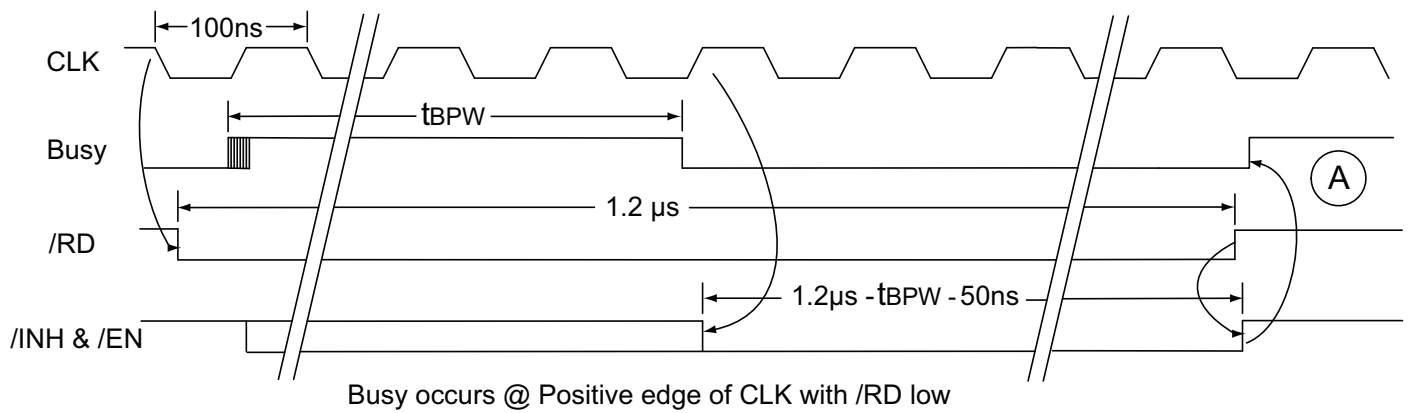 100ns
CLK
tBPW
Busy
A
1.2 µs
/RD
1.2µs - tBPW - 50ns
/INH & /EN
Busy occurs @ Positive edge of CLK with /RD low